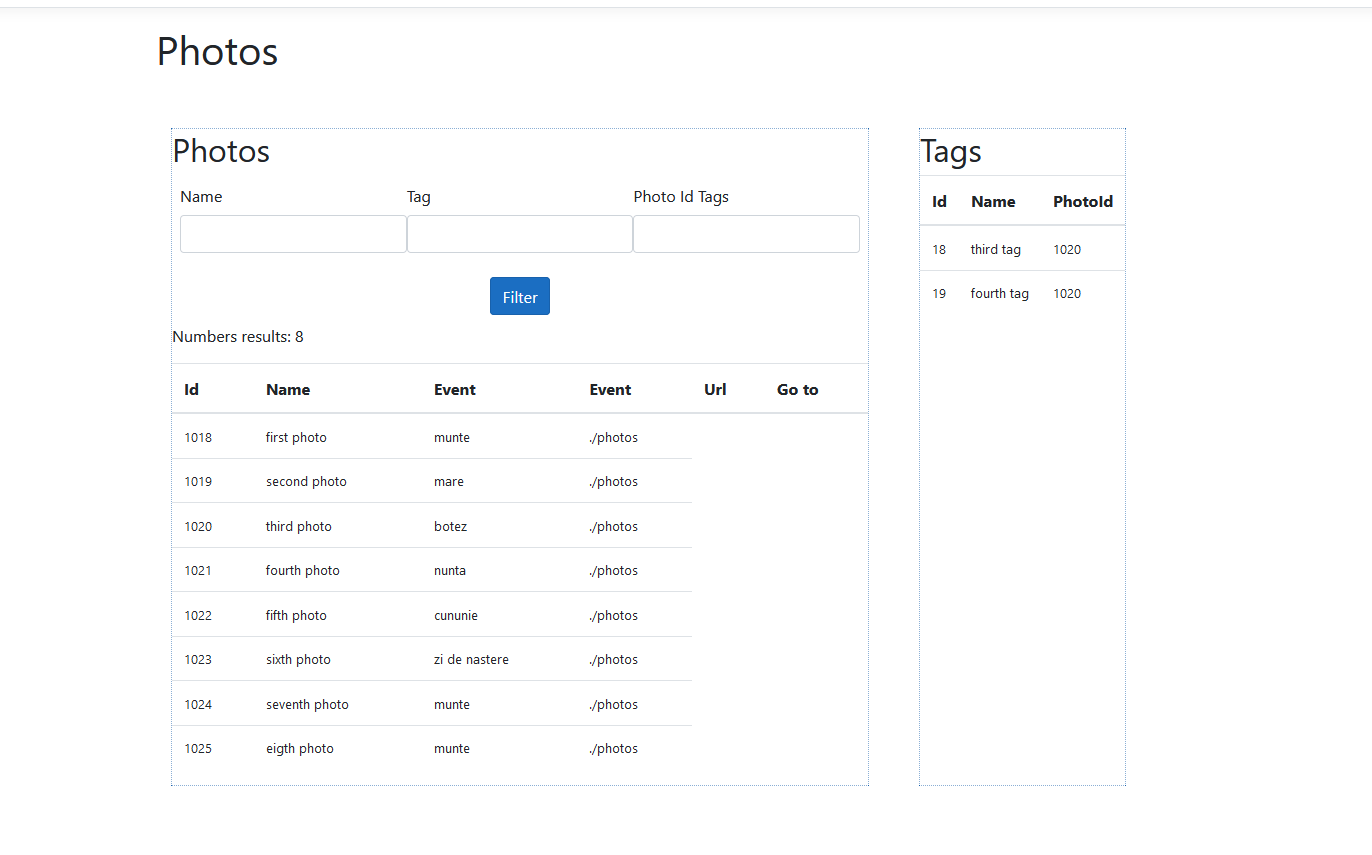 Photos
Photos
Name Tag Photo Id Tags
Filter
Numbers results: 8
Id Name Event Event Url Go to
1018 first photo munte ./photos
1019 second photo mare ./photos
1020 third photo botez ./photos
1021 fourth photo nunta ./photos
1022 fifth photo cununie ./photos
1023 sixth photo zi de nastere ./photos
1024 seventh photo munte ./photos
1025 eigth photo munte ./photos
Tags
Id Name PhotoId
18 third tag 1020
19 fourth tag 1020